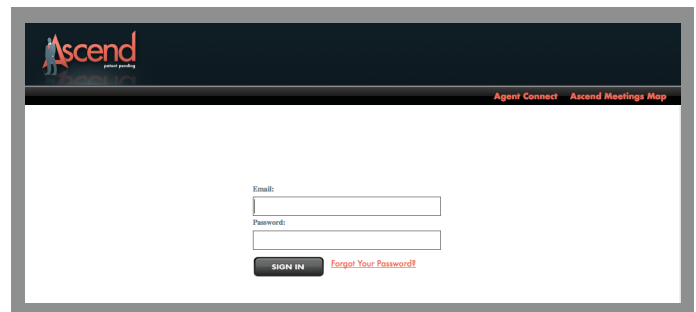 Ascend
patent pending
Agent Connect Ascend Meetings Map
Email:
Password:
SIGN IN Forgot Your Password?